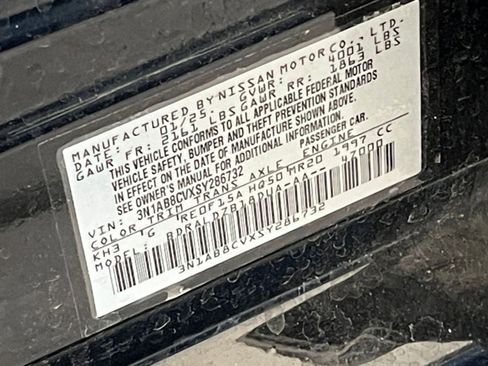 MANUFACTURED BY NISSAN MOTOR CO., LTD.
DATE: 01/25 GVWR: 4001 LBS
GAWR FR: 2161 LBS GAWR RR: 1863 LBS
THIS VEHICLE CONFORMS TO ALL APPLICABLE FEDERAL MOTOR
VEHICLE SAFETY, BUMPER AND THEFT PREVENTION STANDARDS
IN EFFECT ON THE DATE OF MANUFACTURE SHOWN ABOVE.
SEE OWNER'S MANUAL FOR ADDITIONAL INFORMATION.
VIN: 3N1AB8CVXSY286732 PASSENGER CAR.
COLOR TRIM TRANS AXLE ENGINE
KH3 G RE0F15A HQ50 MR20 1997 CC
MODEL: BDRALDZB18DUA-AA-- 47000
3N1AB8CVXSY286732